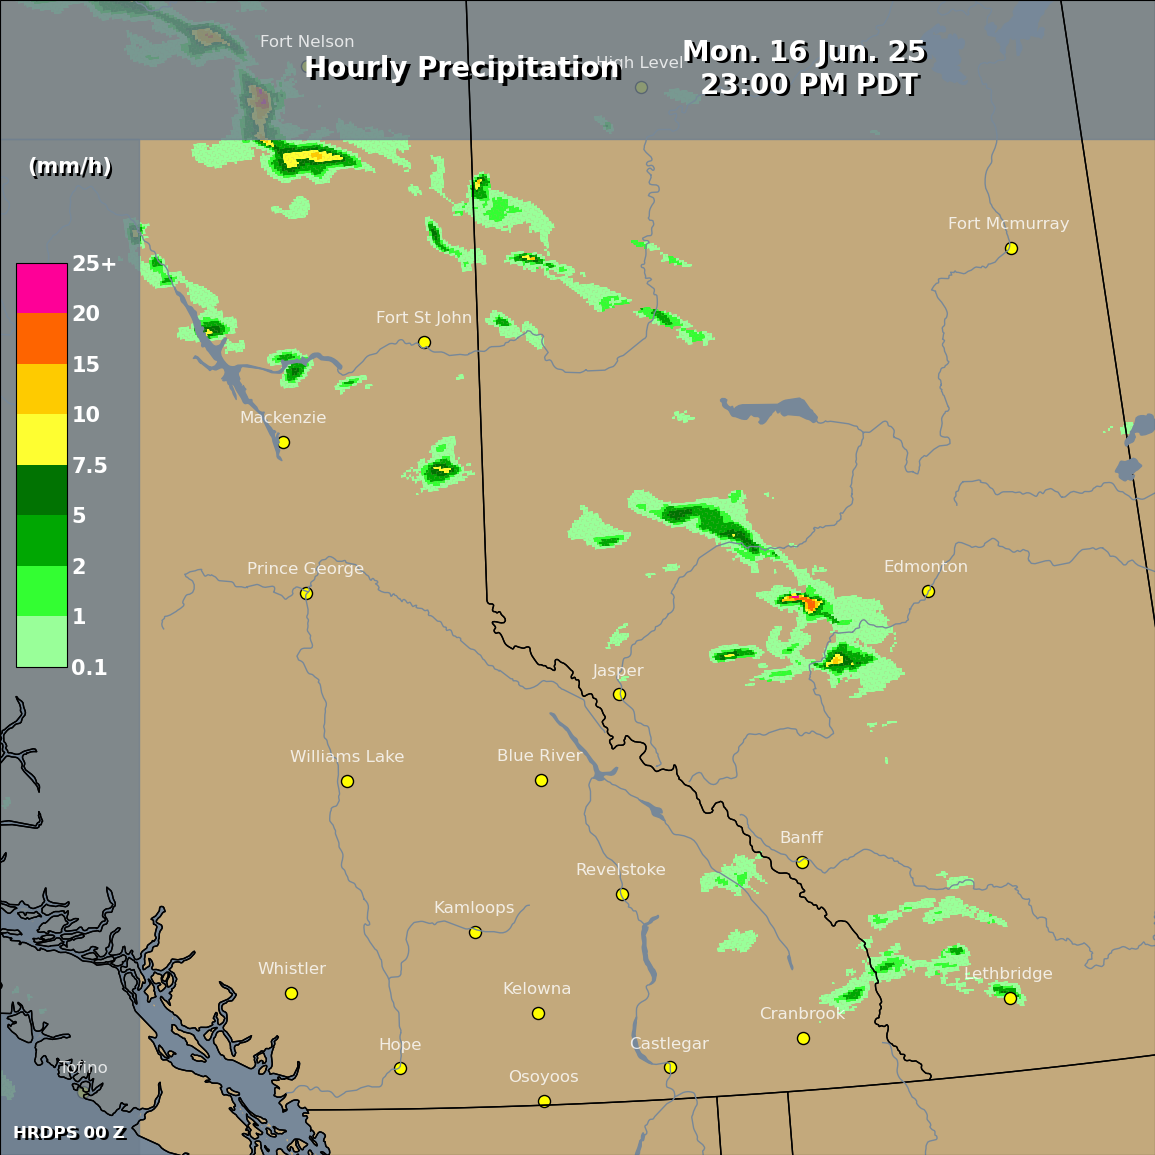 Fort Nelson
Hourly Precipitation
High Level
Mon. 16 Jun. 25
23:00 PM PDT
(mm/h)
Fort Mcmurray
25+
20
15
10
7.5
5
2
1
0.1
Fort St John
Mackenzie
Prince George
Edmonton
Jasper
Williams Lake
Blue River
Banff
Revelstoke
Kamloops
Whistler
Kelowna
Lethbridge
Cranbrook
Hope
Castlegar
Tofino
Osoyoos
HRDPS 00 Z